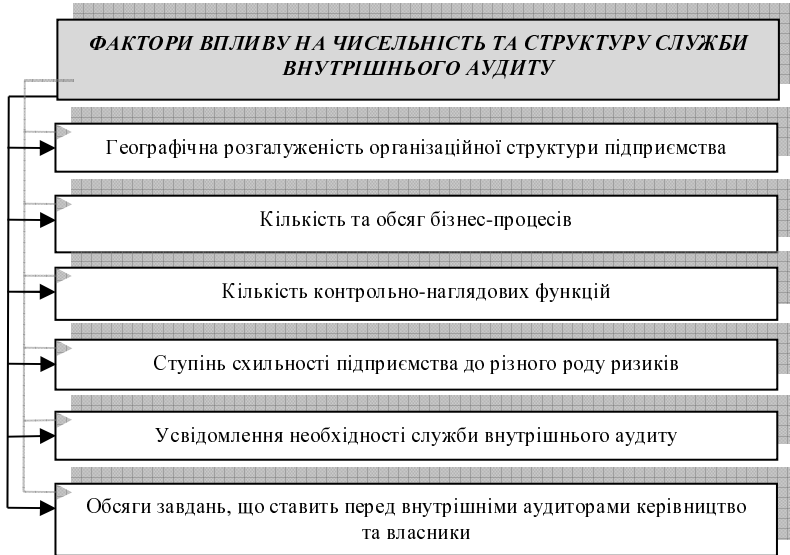 ФАКТОРИ ВПЛИВУ НА ЧИСЕЛЬНІСТЬ ТА СТРУКТУРУ СЛУЖБИ
ВНУТРІШНЬОГО АУДИТУ
Географічна розгалуженість організаційної структури підприємства
Кількість та обсяг бізнес-процесів
Кількість контрольно-наглядових функцій
Ступінь схильності підприємства до різного роду ризиків
Усвідомлення необхідності служби внутрішнього аудиту
Обсяги завдань, що ставить перед внутрішніми аудиторами керівництво
та власники